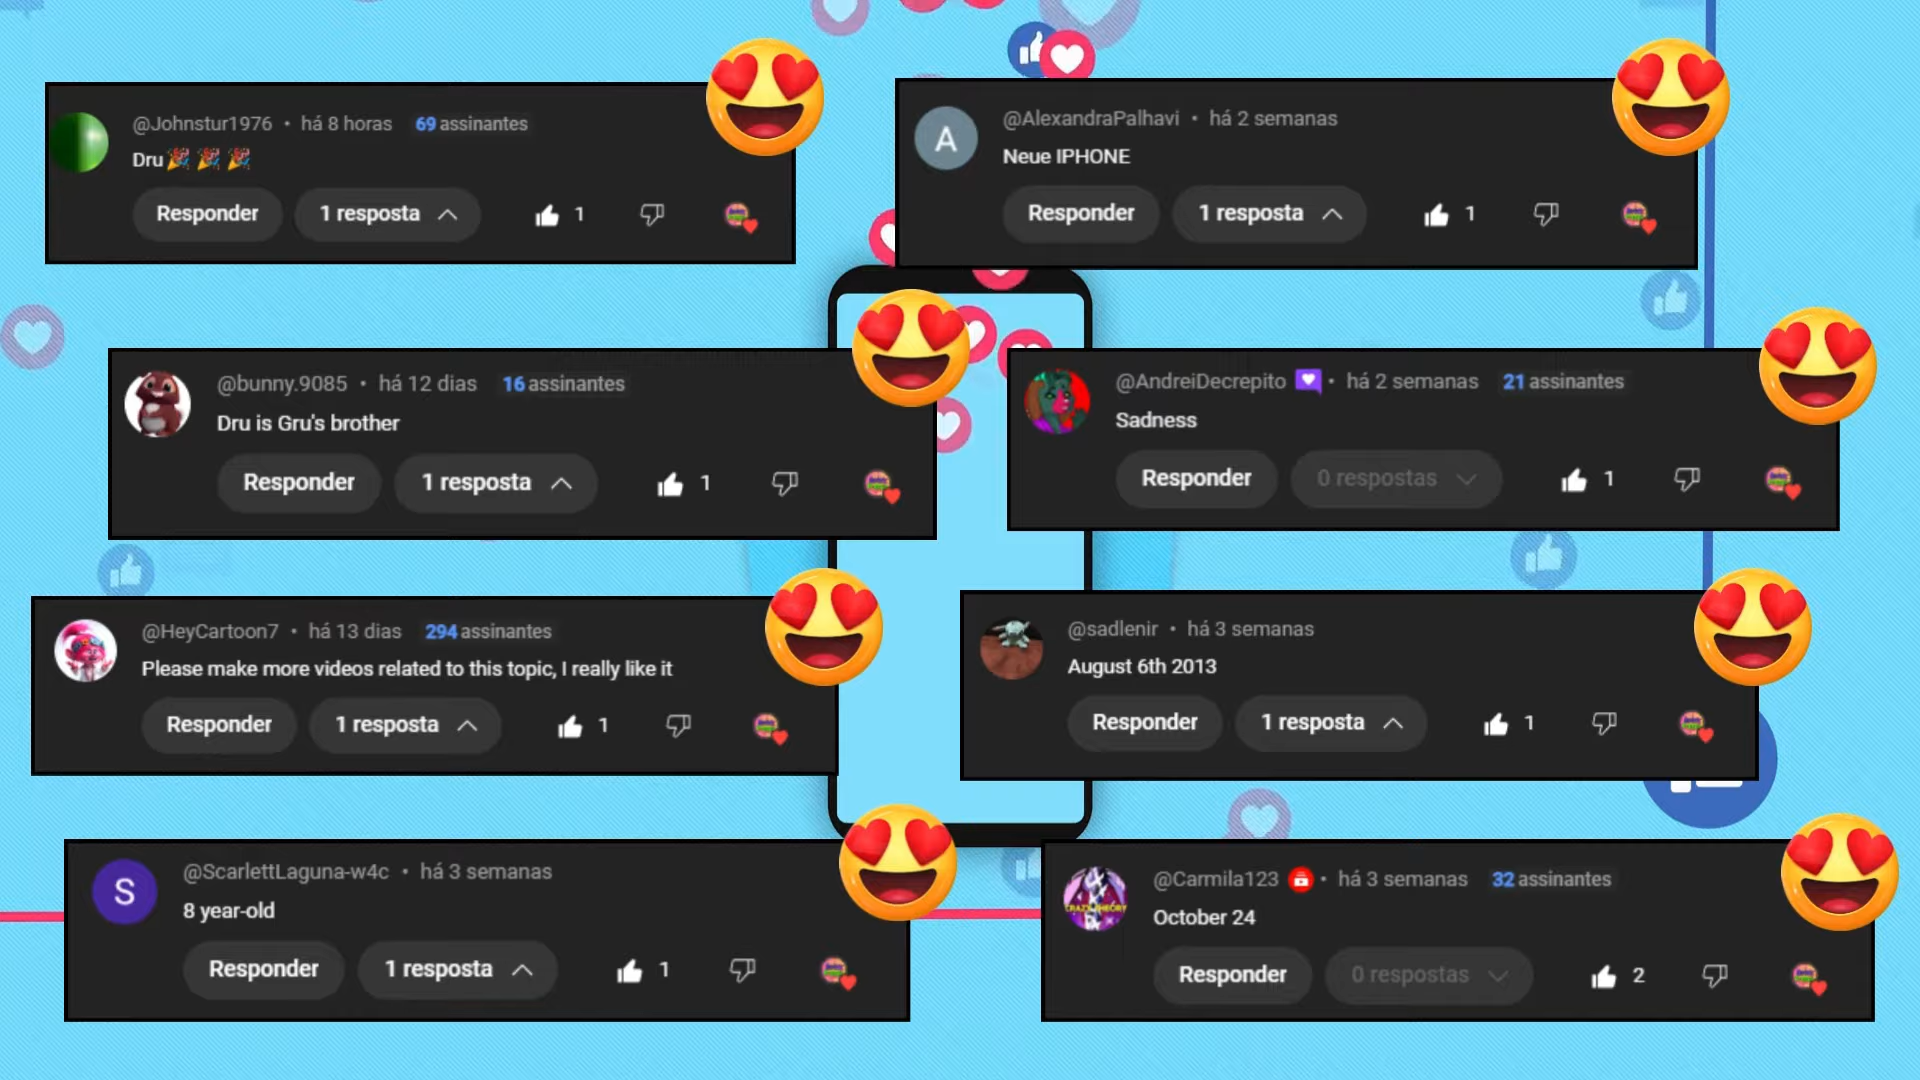 @Johnstur1976 • há 8 horas 69 assinantes
Dru🎉🎉🎉
Responder 1 resposta 1
@AlexandraPalhavi • há 2 semanas
Neue IPHONE
Responder 1 resposta 1
@bunny.9085 • há 12 dias 16 assinantes
Dru is Gru's brother
Responder 1 resposta 1
@AndreiDecrepito • há 2 semanas 21 assinantes
Sadness
Responder 0 respostas 1
@HeyCartoon7 • há 13 dias 294 assinantes
Please make more videos related to this topic, I really like it
Responder 1 resposta 1
@sadlenir • há 3 semanas
August 6th 2013
Responder 1 resposta 1
S
@ScarlettLaguna-w4c • há 3 semanas
8 year-old
Responder 1 resposta 1
@Carmila123 • há 3 semanas 32 assinantes
October 24
Responder 0 respostas 2
A